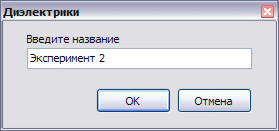 Диэлектрики
Введите название
Эксперимент 2
OK
Отмена